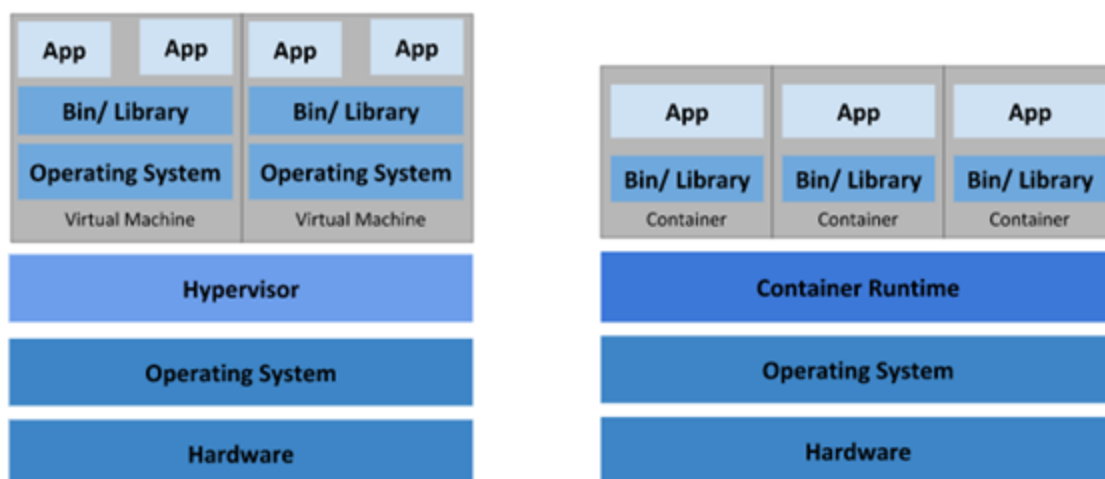 App App App App
Bin/ Library Bin/ Library
Operating System Operating System
Virtual Machine Virtual Machine
Hypervisor
Operating System
Hardware
App App App
Bin/ Library Bin/ Library Bin/ Library
Container Container Container
Container Runtime
Operating System
Hardware